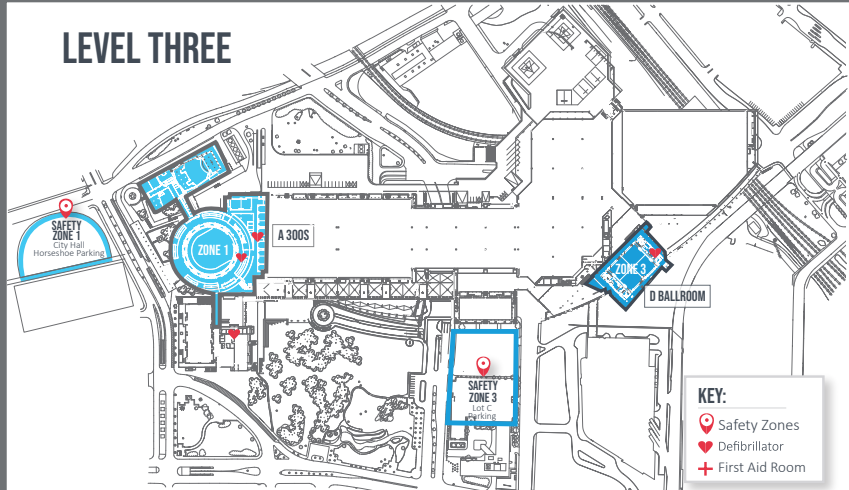 LEVEL THREE
SAFETY
ZONE 1
City Hall
Horseshoe Parking
ZONE 1
A 300S
ZONE 3
D BALLROOM
SAFETY
ZONE 3
Lot C
Parking
KEY:
Safety Zones
Defibrillator
First Aid Room